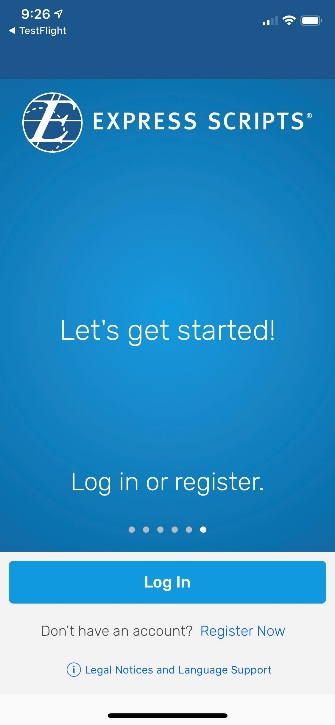 9:26
◀ TestFlight
EXPRESS SCRIPTS®
Let's get started!
Log in or register.
Log In
Don't have an account? Register Now
Legal Notices and Language Support